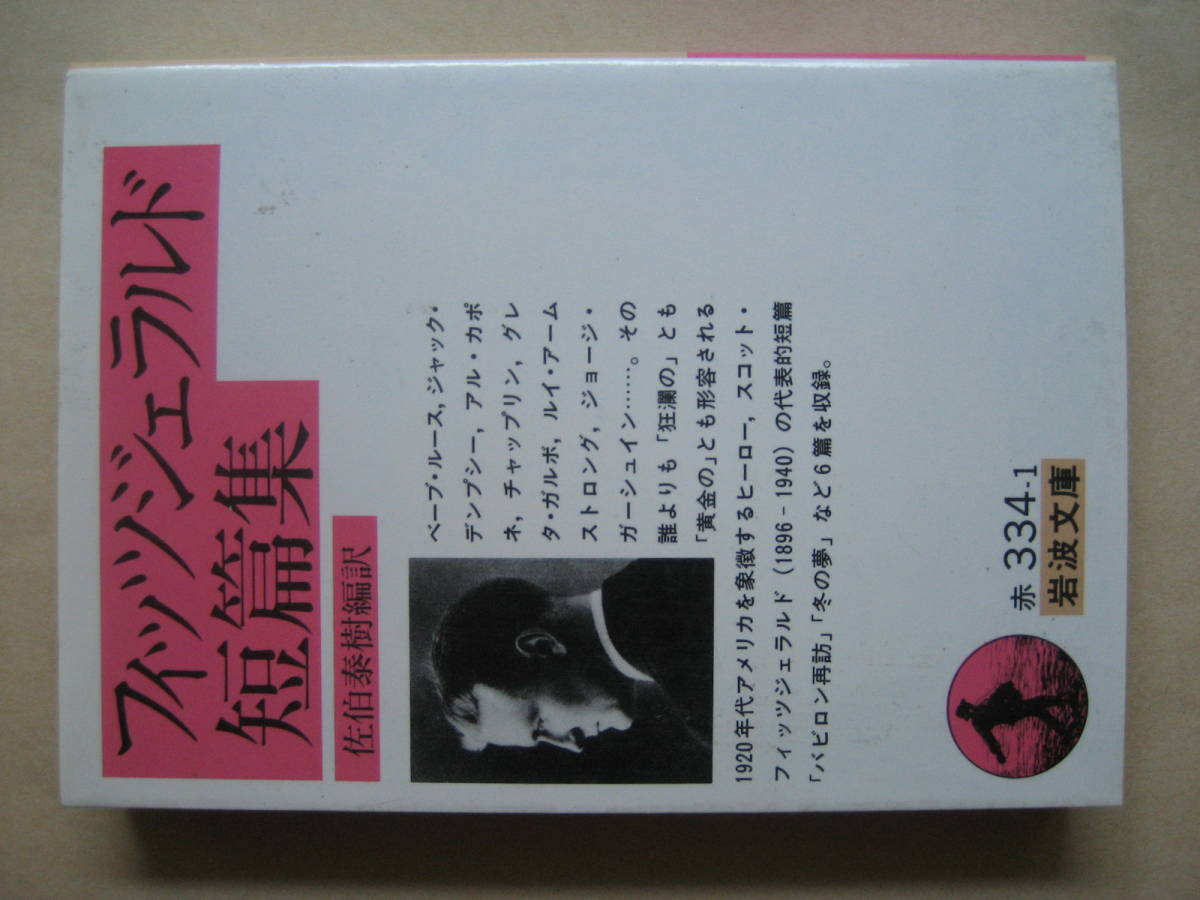 フィッツジェラルド
短篇集
佐伯泰樹編訳
ベーブ・ルース，ジャック・
デンプシー，アル・カポ
ネ，チャップリン，グレ
タ・ガルボ，ルイ・アーム
ストロング，ジョージ・
ガーシュイン……。その
誰よりも「狂瀾の」とも
「黄金の」とも形容される
1920年代アメリカを象徴するヒーロー，スコット・
フィッツジェラルド（1896－1940）の代表的短篇
「バビロン再訪」「冬の夢」など6篇を収録。
赤 334-1
岩波文庫